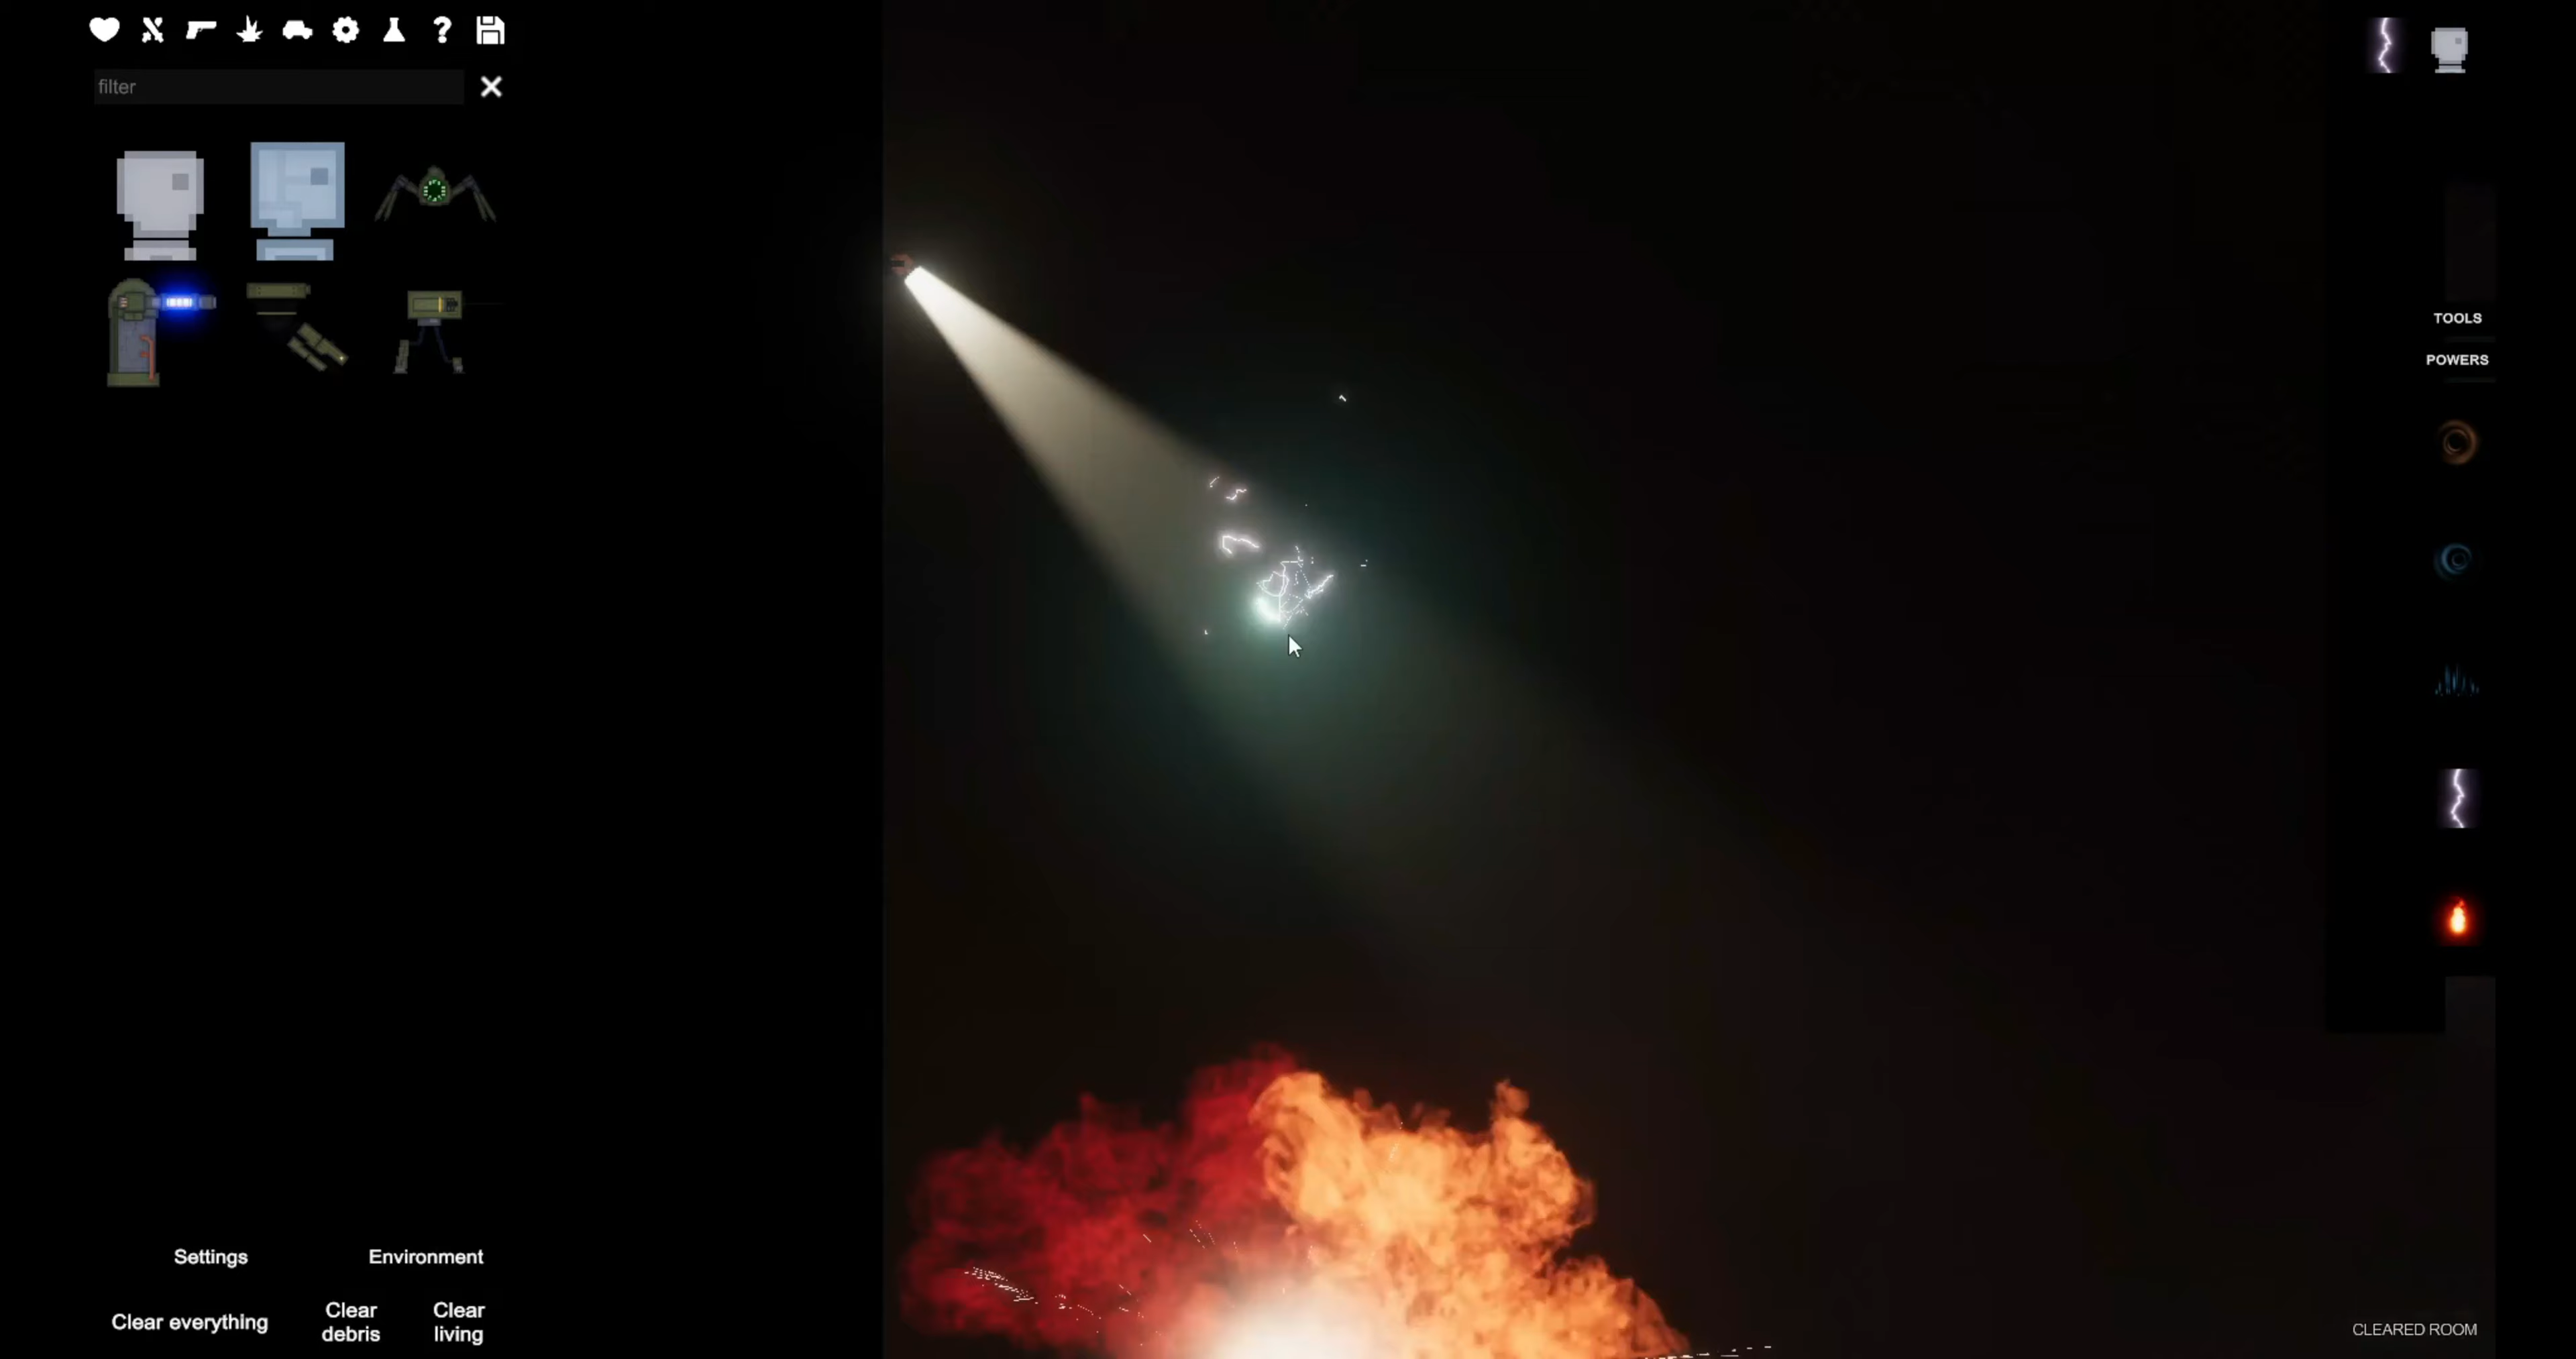 filter
TOOLS
POWERS
Settings
Environment
Clear everything
Clear
debris
Clear
living
CLEARED ROOM